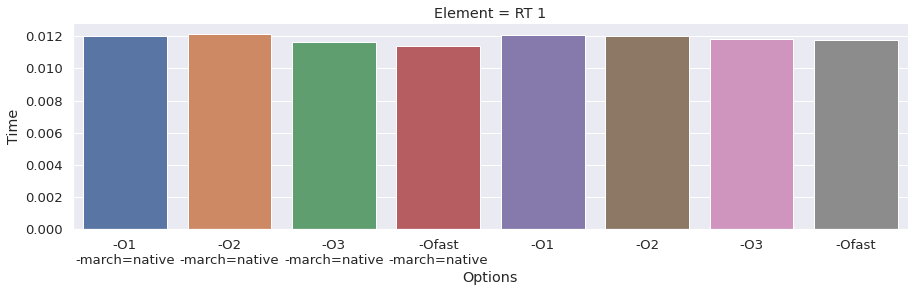 Element = RT 1
Time
0.012
0.010
0.008
0.006
0.004
0.002
0.000
-O1
-march=native
-O2
-march=native
-O3
-march=native
-Ofast
-march=native
-O1
-O2
-O3
-Ofast
Options